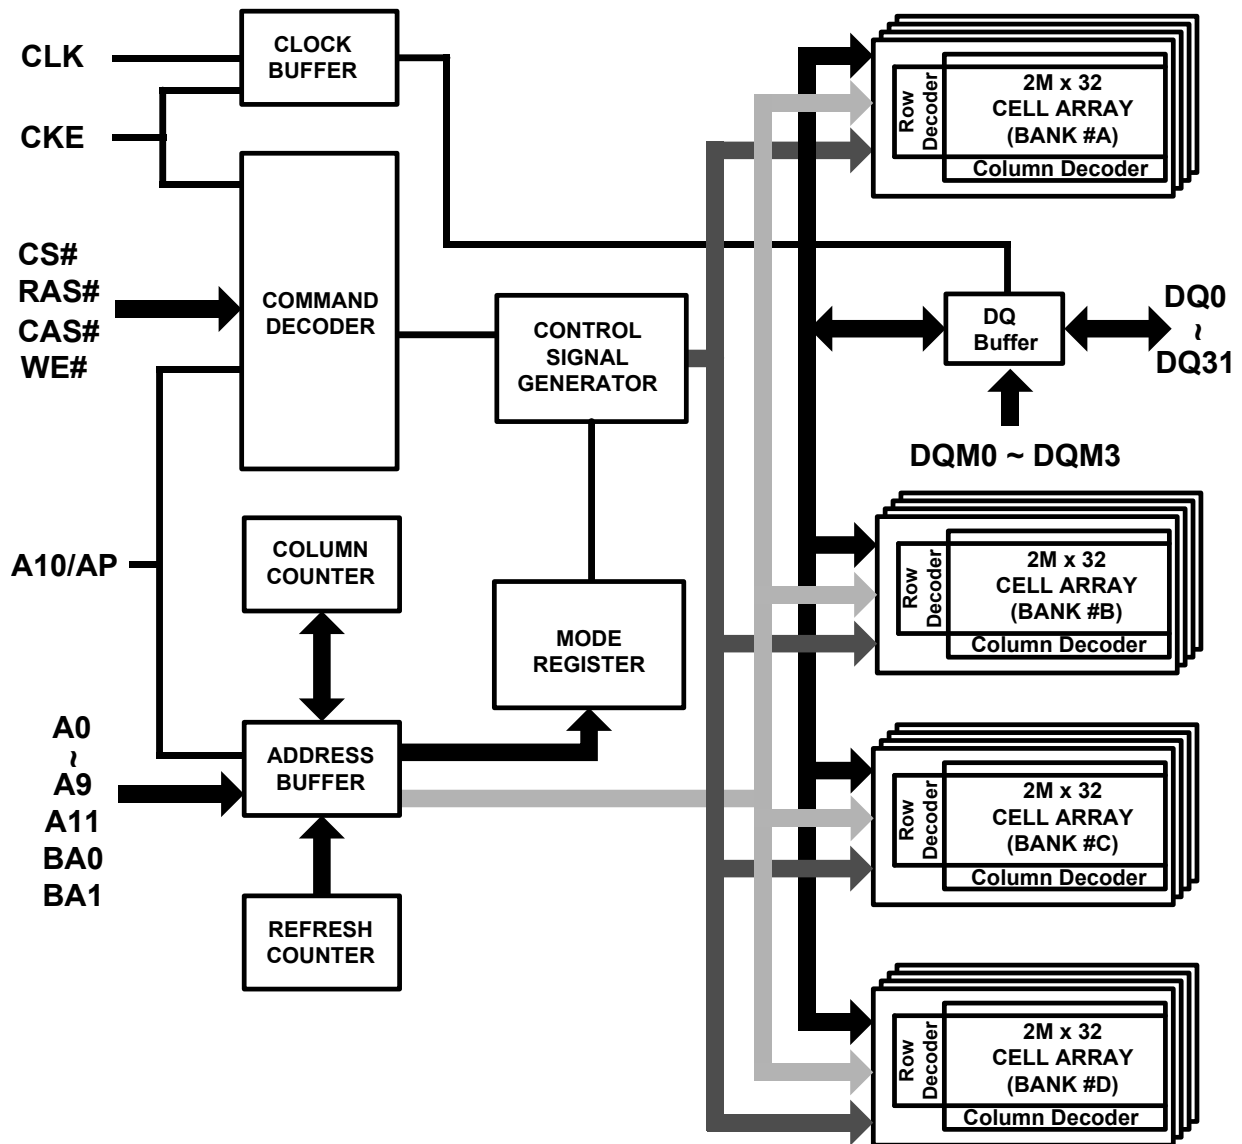 CLK
CKE
CLOCK
BUFFER
CS#
RAS#
CAS#
WE#
COMMAND
DECODER
CONTROL
SIGNAL
GENERATOR
A10/AP
COLUMN
COUNTER
MODE
REGISTER
A0
~
A9
A11
BA0
BA1
ADDRESS
BUFFER
REFRESH
COUNTER
Row
Decoder
2M x 32
CELL ARRAY
(BANK #A)
Column Decoder
DQ
Buffer
DQ0
~
DQ31
DQM0 ~ DQM3
Row
Decoder
2M x 32
CELL ARRAY
(BANK #B)
Column Decoder
Row
Decoder
2M x 32
CELL ARRAY
(BANK #C)
Column Decoder
Row
Decoder
2M x 32
CELL ARRAY
(BANK #D)
Column Decoder